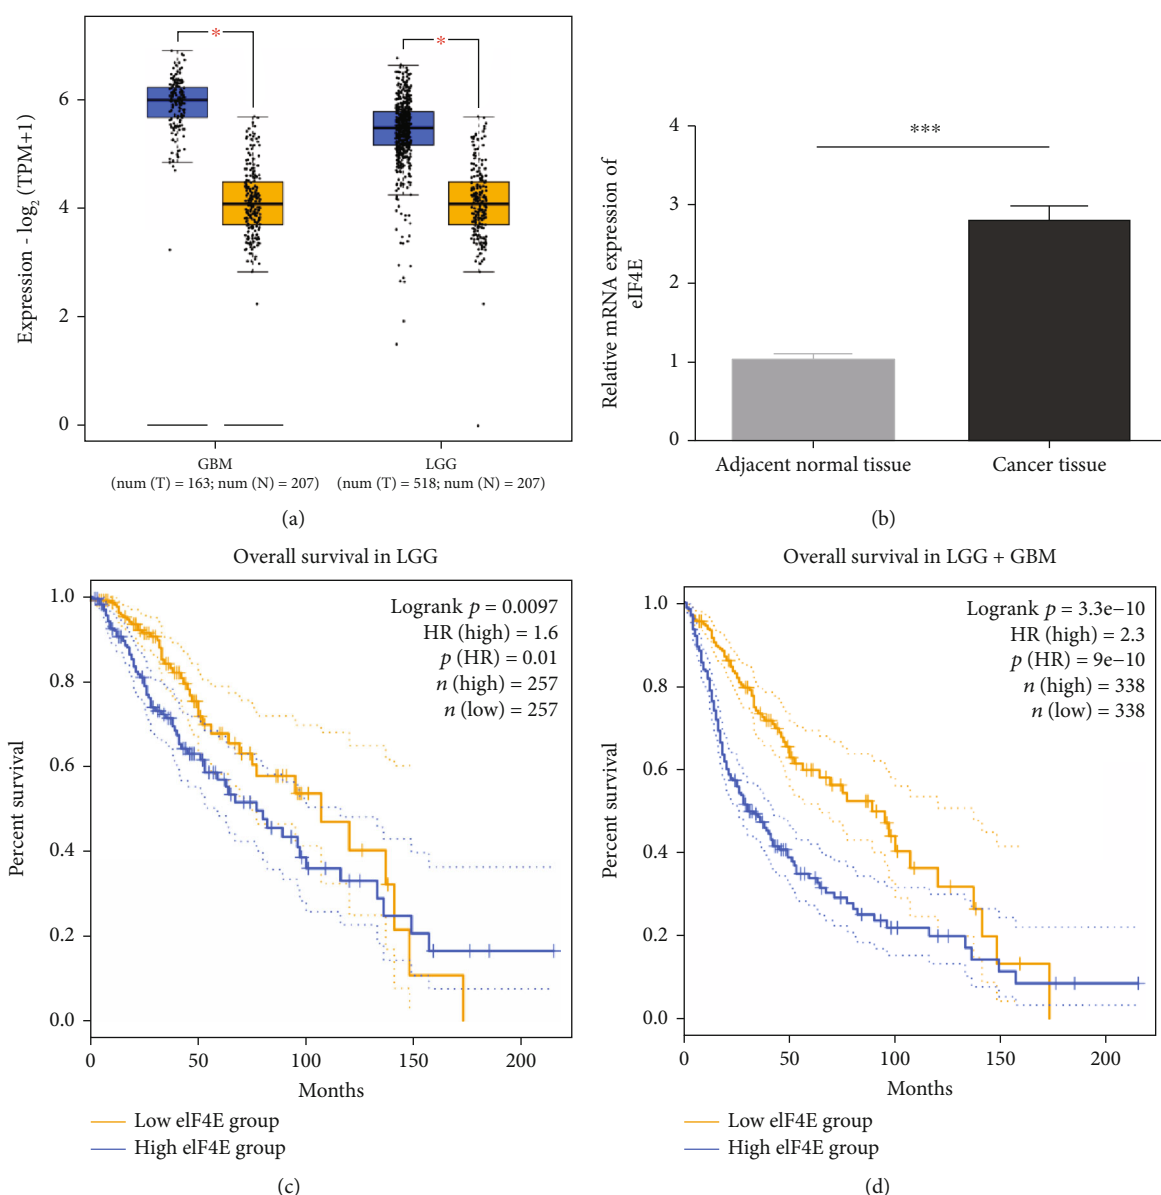 Expression - log2 (TPM+1)
6
4
2
0
*
*
GBM
(num (T) = 163; num (N) = 207)
LGG
(num (T) = 518; num (N) = 207)
(a)
Relative mRNA expression of
eIF4E
4
3
2
1
0
***
Adjacent normal tissue
Cancer tissue
(b)
Overall survival in LGG
Percent survival
1.0
0.8
0.6
0.4
0.2
0.0
Logrank p = 0.0097
HR (high) = 1.6
p (HR) = 0.01
n (high) = 257
n (low) = 257
0 50 100 150 200
Months
Low eIF4E group
High eIF4E group
(c)
Overall survival in LGG + GBM
Percent survival
1.0
0.8
0.6
0.4
0.2
0.0
Logrank p = 3.3e−10
HR (high) = 2.3
p (HR) = 9e−10
n (high) = 338
n (low) = 338
0 50 100 150 200
Months
Low eIF4E group
High eIF4E group
(d)